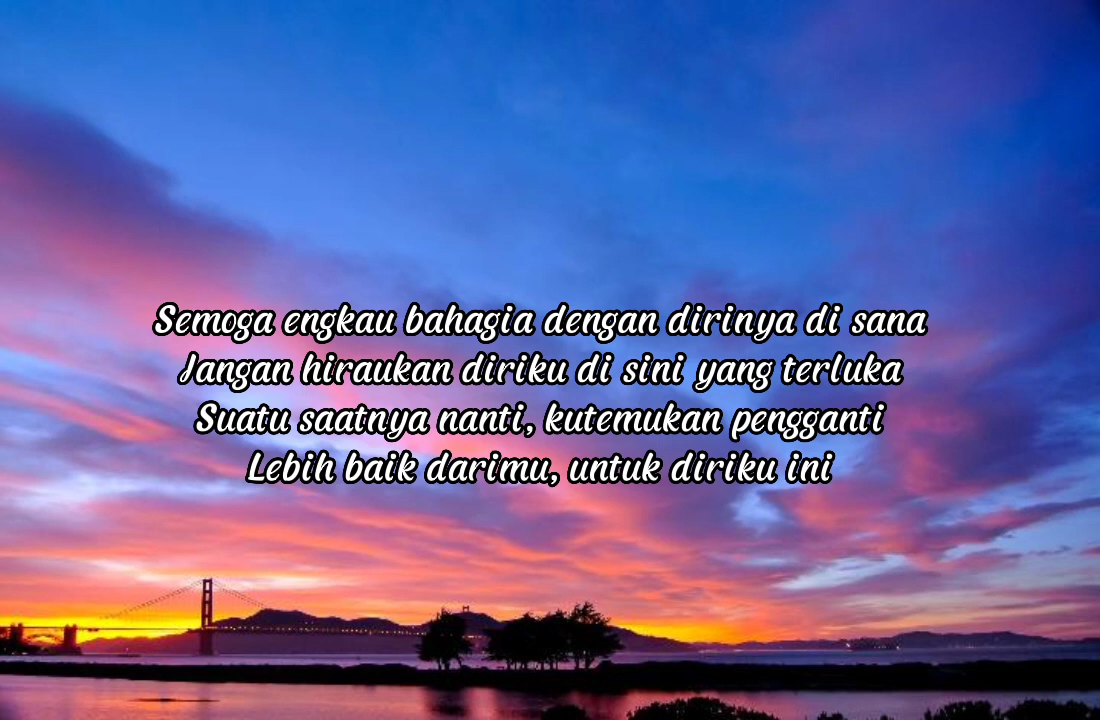 Semoga engkau bahagia dengan dirinya di sana
Jangan hiraukan diriku di sini yang terluka
Suatu saatnya nanti, kutemukan pengganti
Lebih baik darimu, untuk diriku ini